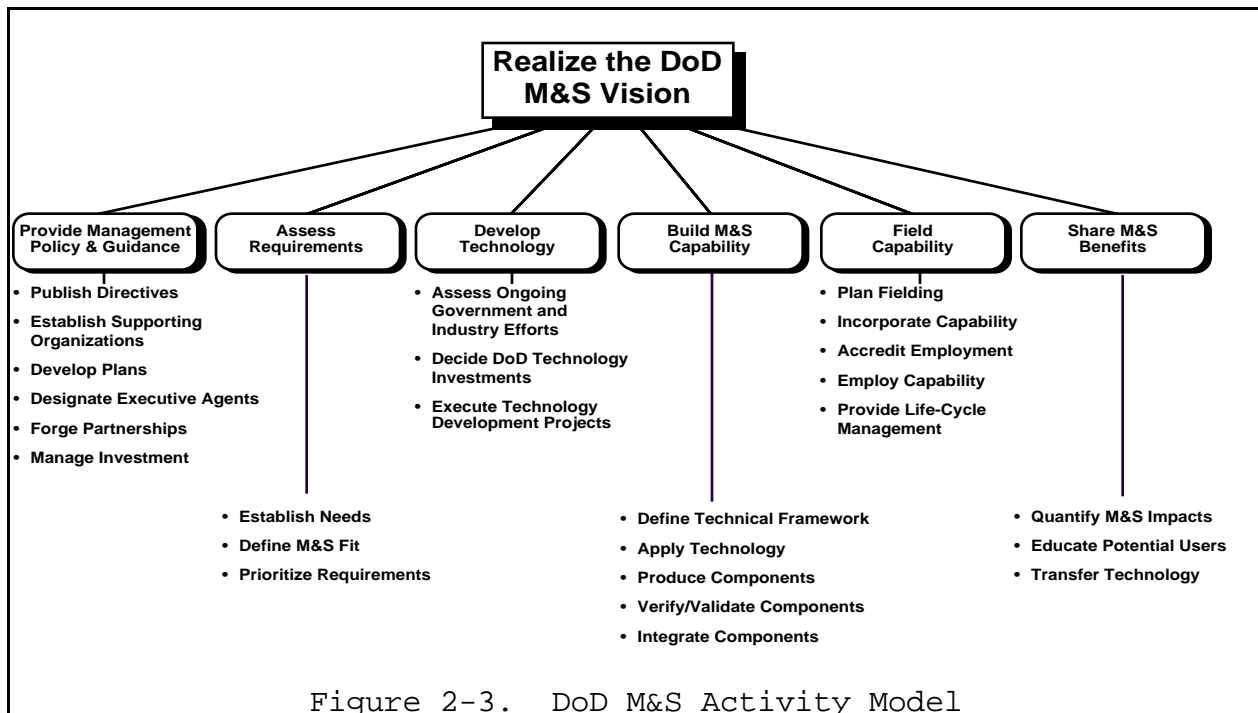 Realize the DoD
M&S Vision
Provide Management
Policy & Guidance
Assess
Requirements
Develop
Technology
Build M&S
Capability
Field
Capability
Share M&S
Benefits
• Publish Directives
• Establish Supporting
Organizations
• Develop Plans
• Designate Executive Agents
• Forge Partnerships
• Manage Investment
• Establish Needs
• Define M&S Fit
• Prioritize Requirements
• Assess Ongoing
Government and
Industry Efforts
• Decide DoD Technology
Investments
• Execute Technology
Development Projects
• Define Technical Framework
• Apply Technology
• Produce Components
• Verify/Validate Components
• Integrate Components
• Plan Fielding
• Incorporate Capability
• Accredit Employment
• Employ Capability
• Provide Life-Cycle
Management
• Quantify M&S Impacts
• Educate Potential Users
• Transfer Technology
Figure 2-3. DoD M&S Activity Model